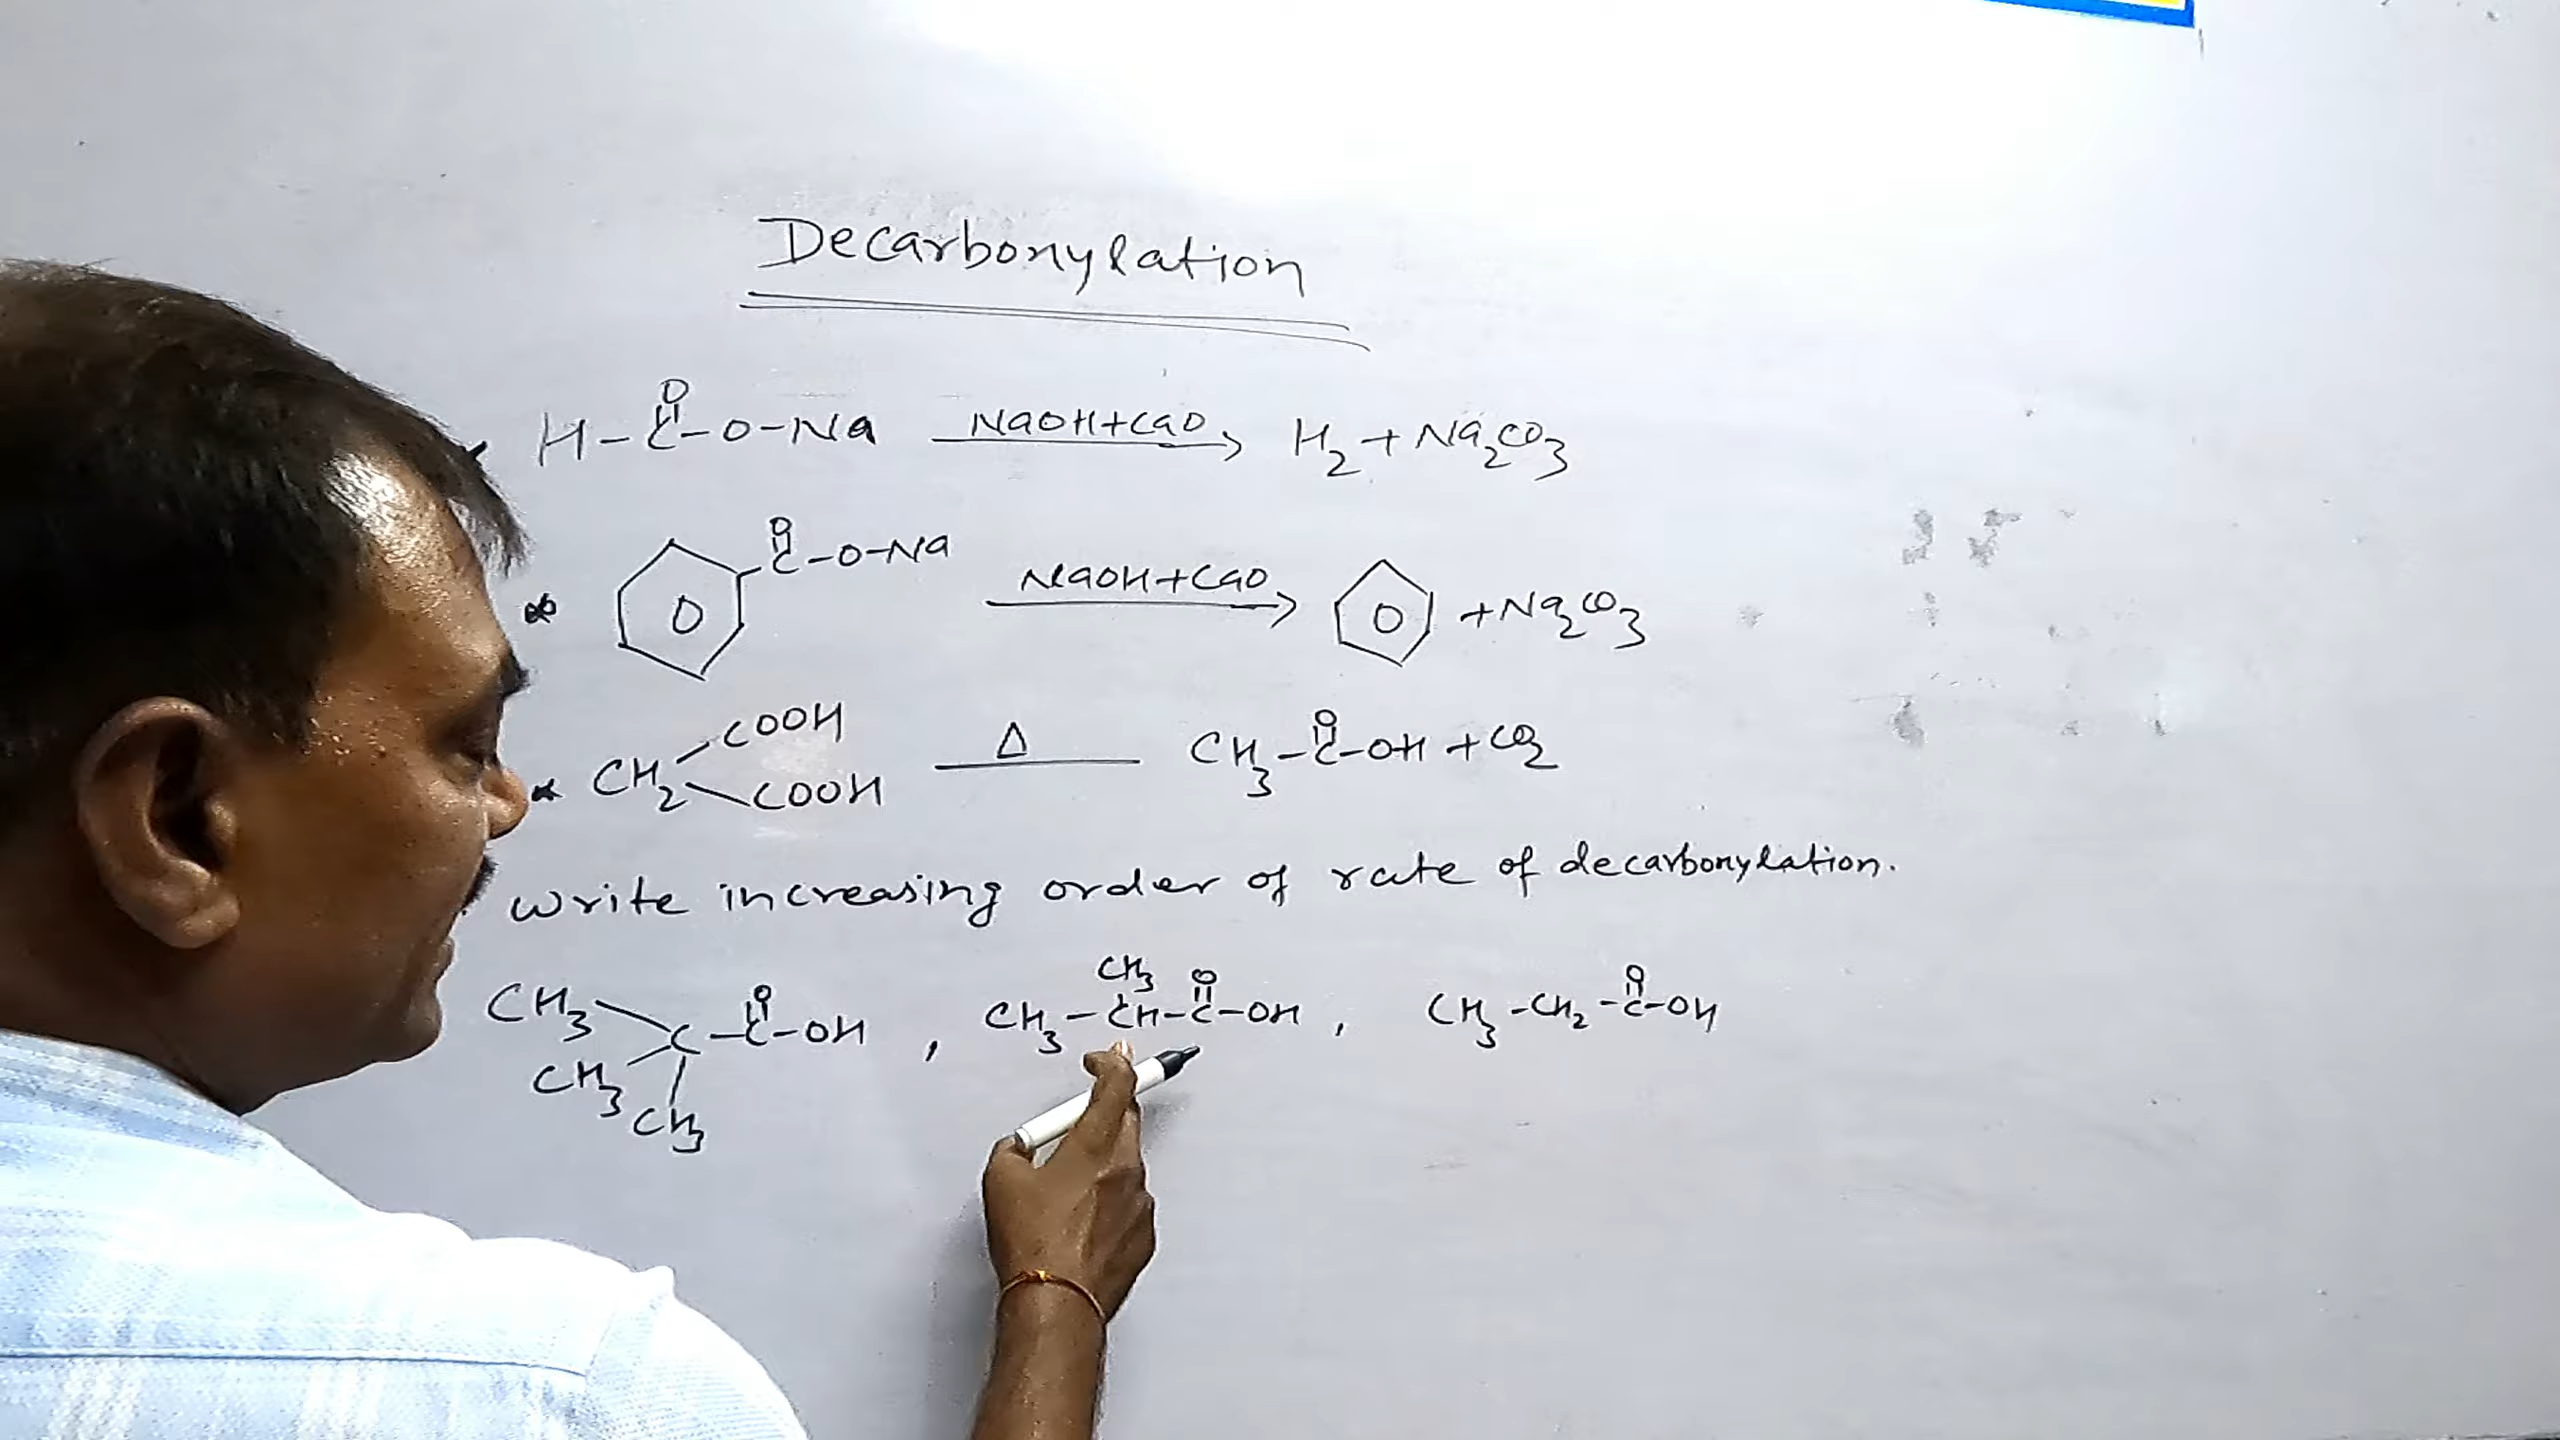 Decarbonylation
H-C(=O)-O-Na NaOH+CaO → H2 + Na2CO3
C(=O)-O-Na NaOH+CaO → + Na2CO3
CH2 COOH COOH Δ CH3-C(=O)-OH + CO2
Write increasing order of rate of decarbonylation.
CH3 CH3 CH3 C-C(=O)-OH , CH3-CH(CH3)-C(=O)-OH , CH3-CH2-C(=O)-OH